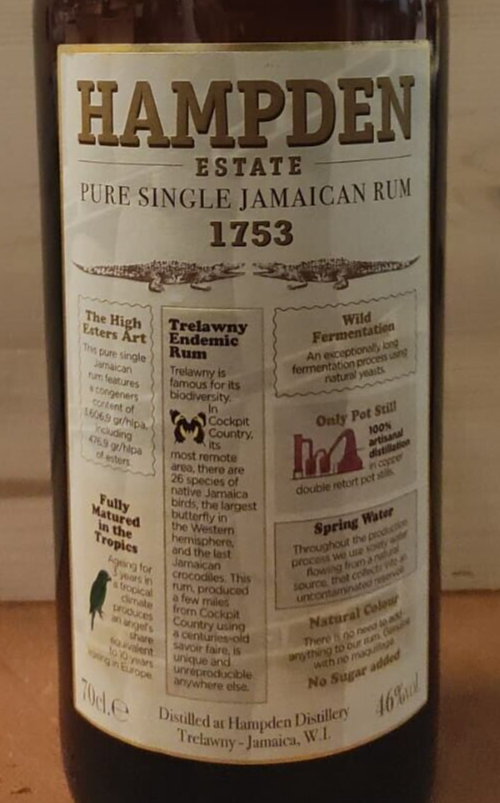 HAMPDEN
ESTATE
PURE SINGLE JAMAICAN RUM
1753
The High
Esters Art
This pure single
Jamaican
rum features
a congeners
content of
1.606,9 gr/hlpa,
including
476,9 gr/hlpa
of esters.
Fully
Matured
in the
Tropics
Ageing for
years in
a tropical
climate
produces
an angel's
share
equivalent
to 10 years
ageing in Europe.
Trelawny
Endemic
Rum
Trelawny is
famous for its
biodiversity.
In
Cockpit
Country,
its
most remote
area, there are
26 species of
native Jamaica
birds, the largest
butterfly in
the Western
hemisphere,
and the last
Jamaican
crocodiles. This
rum, produced
a few miles
from Cockpit
Country using
a centuries-old
savoir faire, is
unique and
unreproducible
anywhere else.
Wild
Fermentation
An exceptionally long
fermentation process using
natural yeasts.
Only Pot Still
100%
artisanal
distillation
in copper
double retort pot stills.
Spring Water
Throughout the production
process we use solely water
flowing from a natural
source, that collects into an
uncontaminated reservoir.
Natural Colour
There is no need to add
anything to our rum. Genuine
with no maquillage.
No Sugar added
70cl. e
46%vol.
Distilled at Hampden Distillery
Trelawny - Jamaica, W.I.